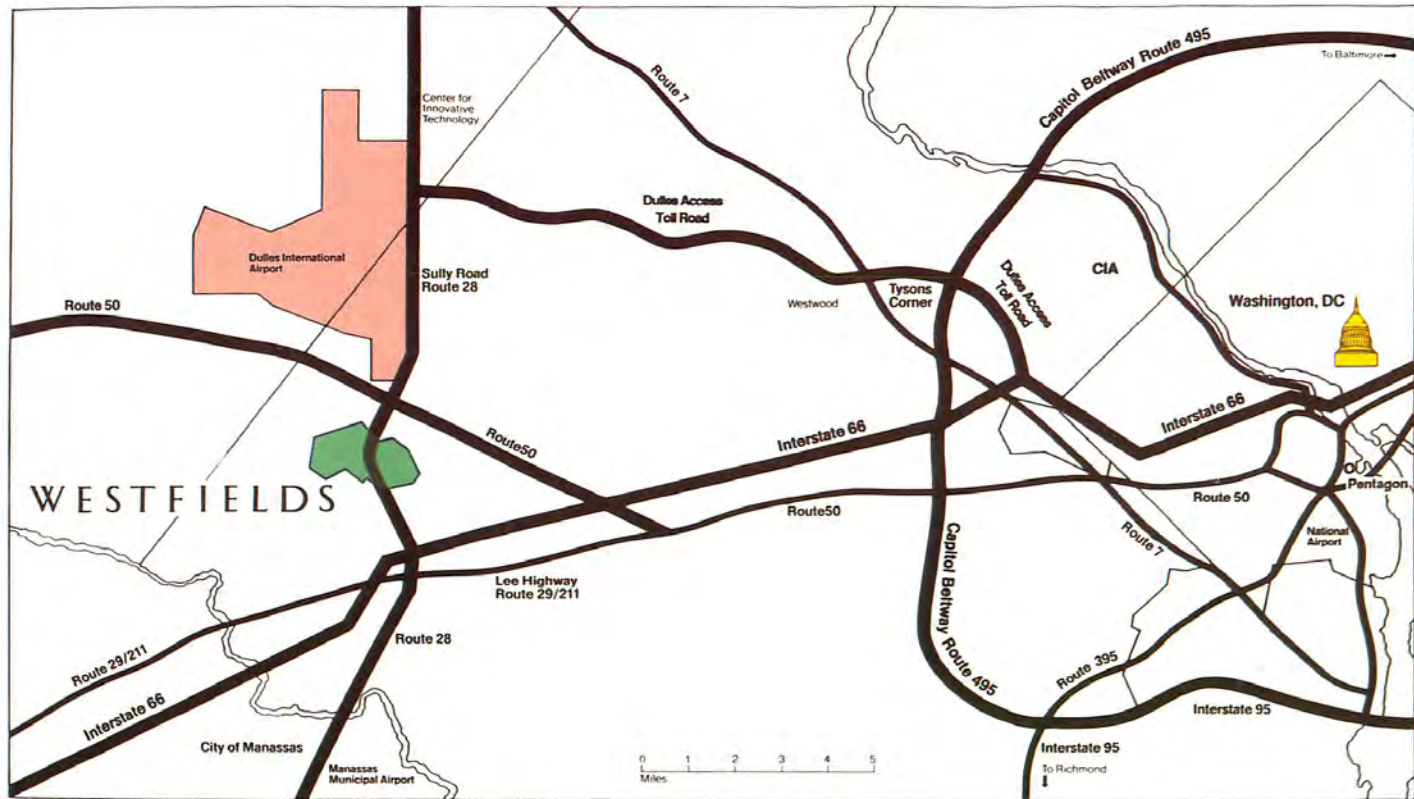 Capitol Beltway Route 495
To Baltimore
Route 7
Center for
Innovative
Technology
Dulles Access
Toll Road
Dulles International
Airport
Sully Road
Route 28
CIA
Dulles Access
Toll Road
Tysons
Corner
Westwood
Washington, DC
Route 50
Interstate 66
Interstate 66
Route50
WESTFIELDS
Pentagon
Route 50
Route50
National
Airport
Route 7
Lee Highway
Route 29/211
Capitol Beltway Route 495
Route 28
Route 29/211
Route 395
Interstate 66
Interstate 95
City of Manassas
Interstate 95
To Richmond
Manassas
Municipal Airport
0 1 2 3 4 5
Miles